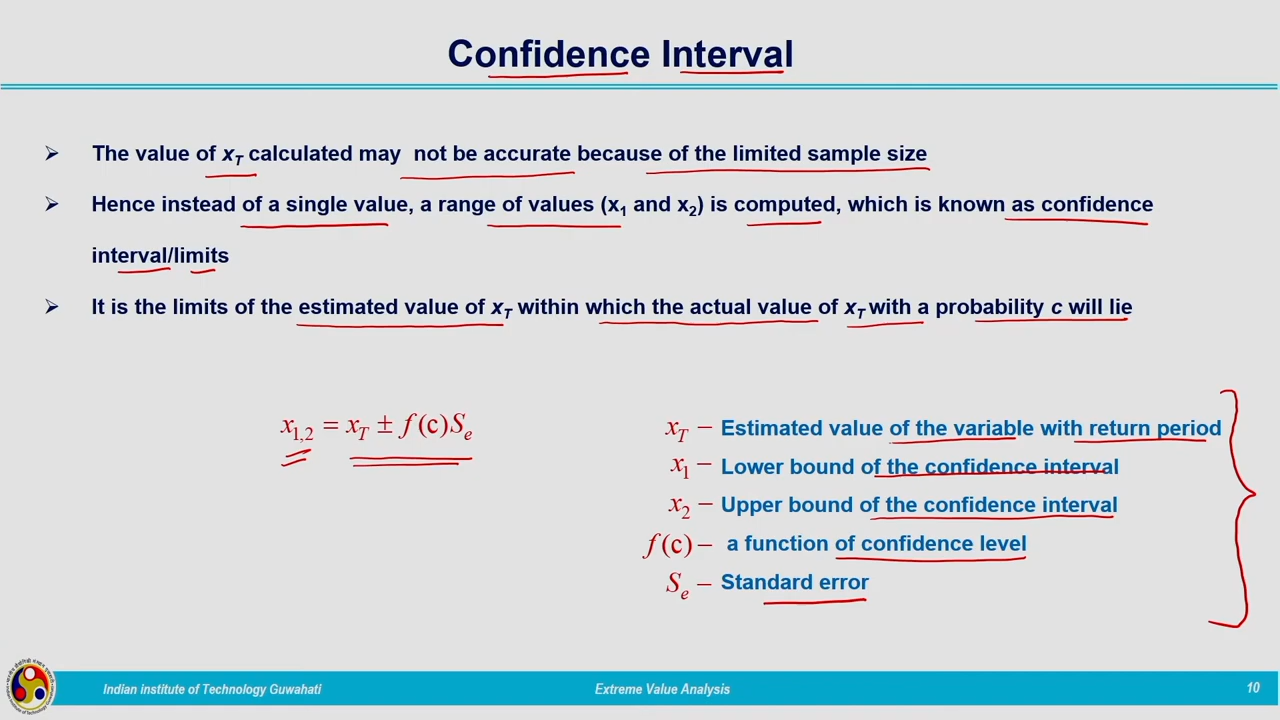 Confidence Interval
➢ The value of x_T calculated may not be accurate because of the limited sample size
➢ Hence instead of a single value, a range of values (x₁ and x₂) is computed, which is known as confidence
interval/limits
➢ It is the limits of the estimated value of x_T within which the actual value of x_T with a probability c will lie
x_{1,2} = x_T ± f(c)S_e
x_T – Estimated value of the variable with return period
x₁ – Lower bound of the confidence interval
x₂ – Upper bound of the confidence interval
f(c) – a function of confidence level
S_e – Standard error
Indian institute of Technology Guwahati
Extreme Value Analysis
10